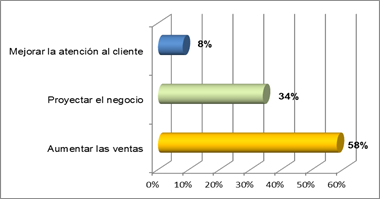 Mejorar la atención al cliente 8%
Proyectar el negocio 34%
Aumentar las ventas 58%
0% 10% 20% 30% 40% 50% 60%